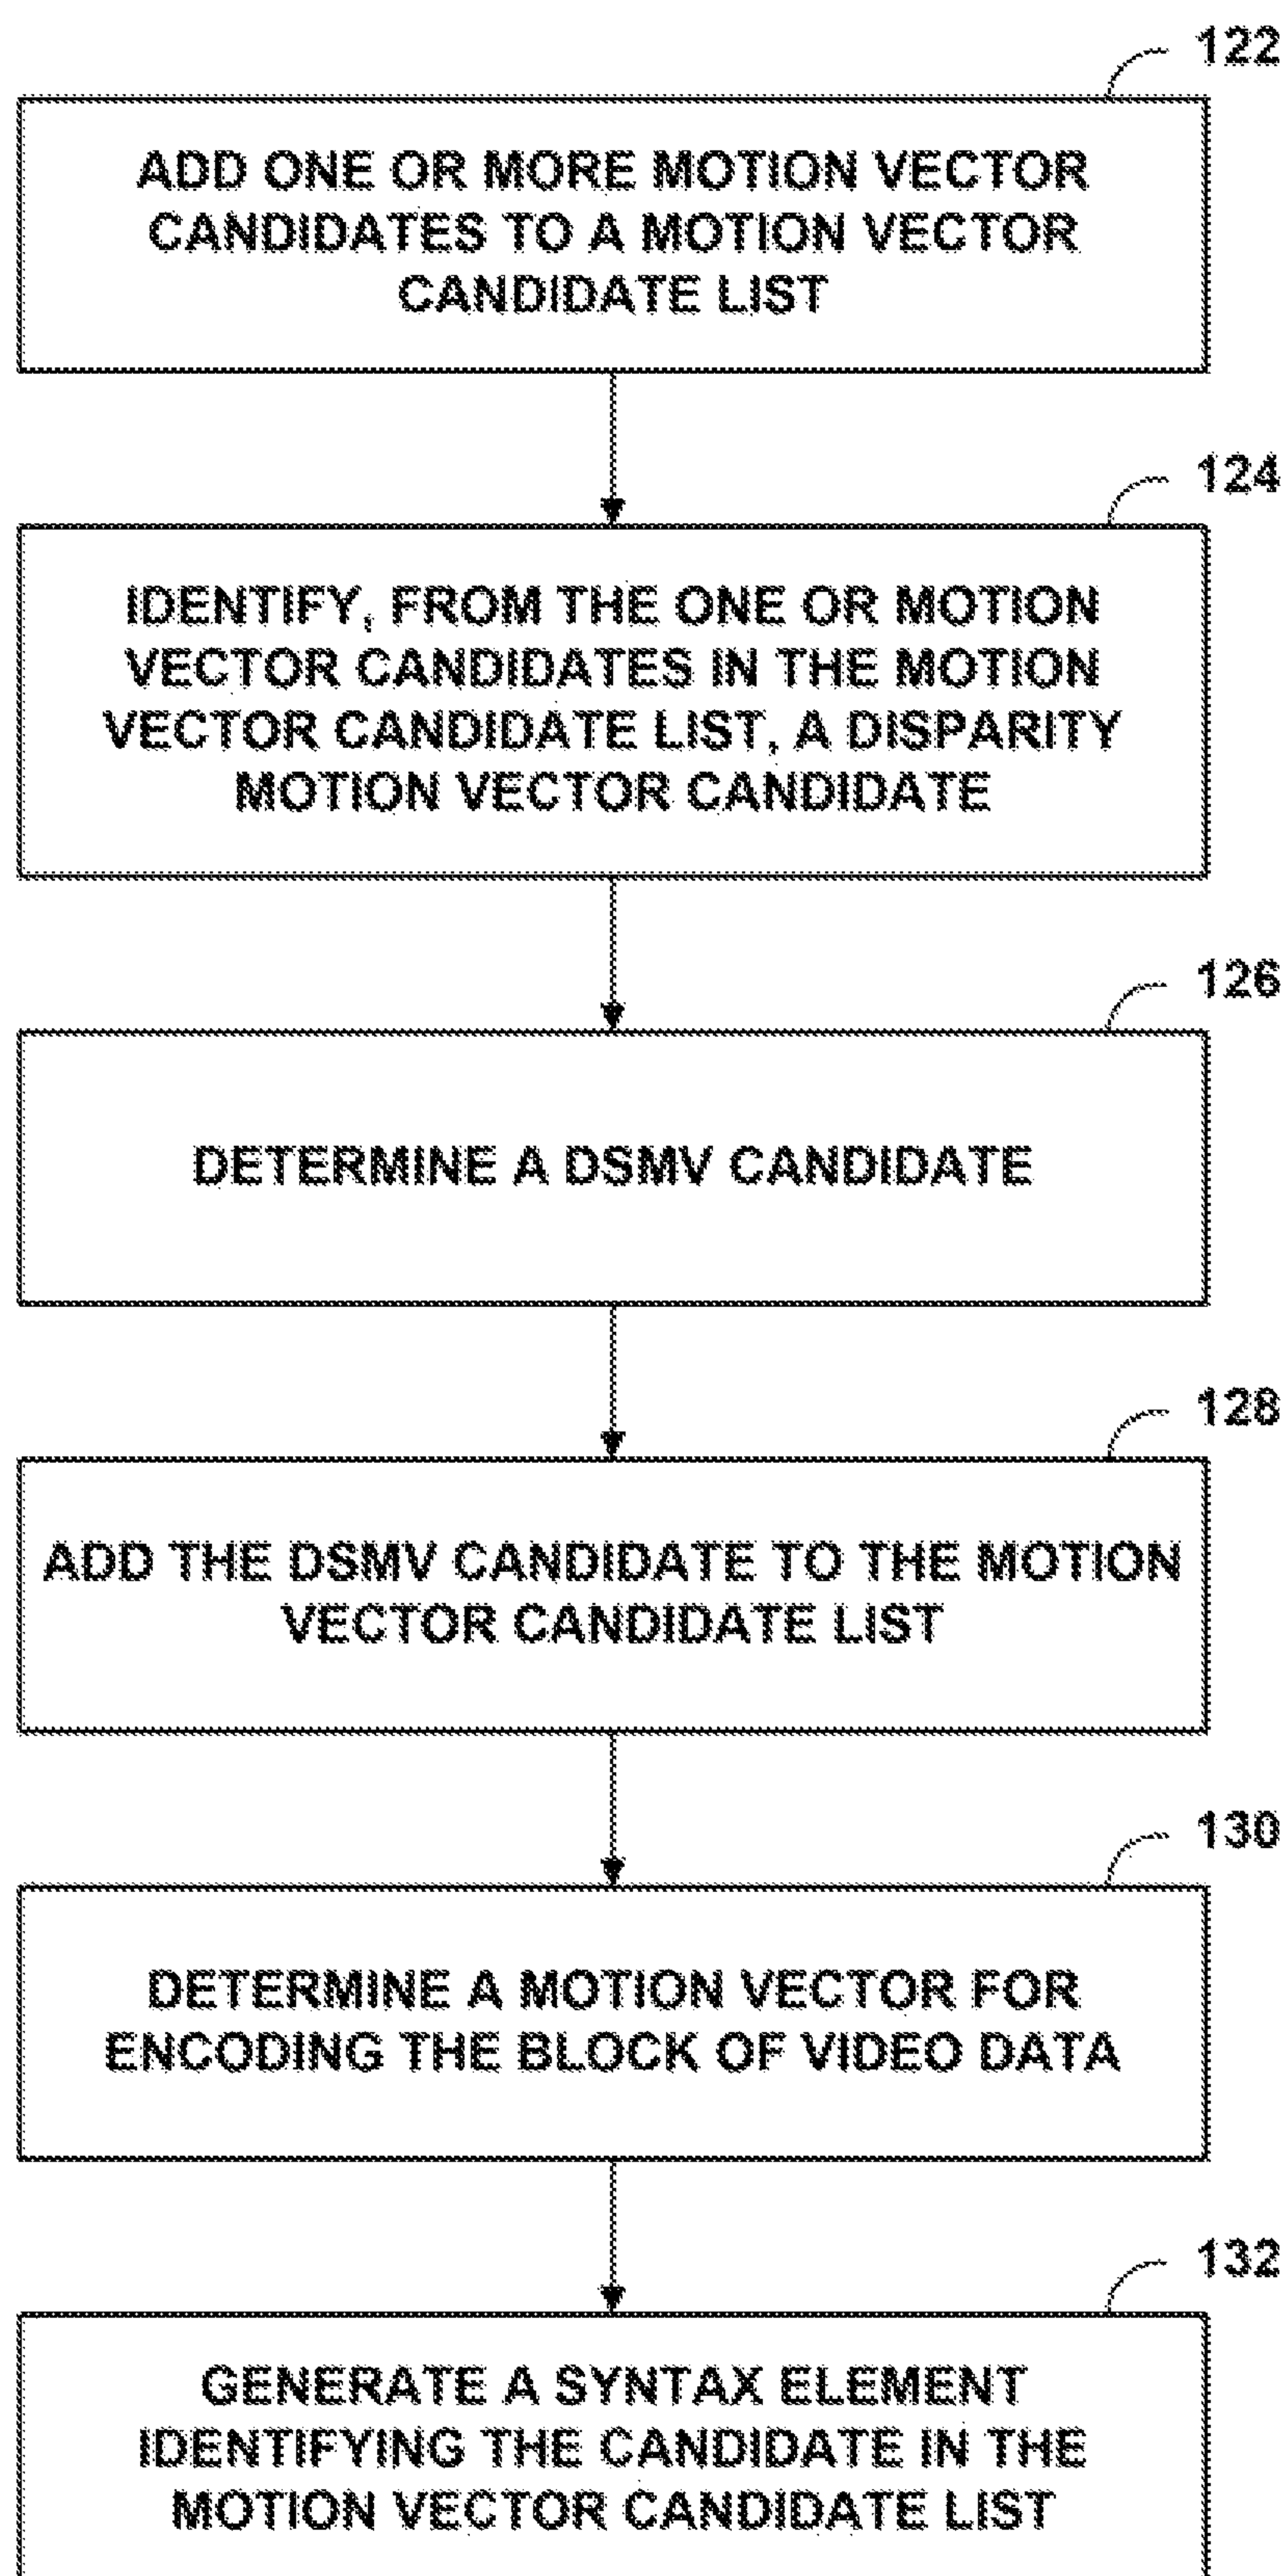 122
ADD ONE OR MORE MOTION VECTOR
CANDIDATES TO A MOTION VECTOR
CANDIDATE LIST
124
IDENTIFY, FROM THE ONE OR MOTION
VECTOR CANDIDATES IN THE MOTION
VECTOR CANDIDATE LIST, A DISPARITY
MOTION VECTOR CANDIDATE
126
DETERMINE A DSMV CANDIDATE
128
ADD THE DSMV CANDIDATE TO THE MOTION
VECTOR CANDIDATE LIST
130
DETERMINE A MOTION VECTOR FOR
ENCODING THE BLOCK OF VIDEO DATA
132
GENERATE A SYNTAX ELEMENT
IDENTIFYING THE CANDIDATE IN THE
MOTION VECTOR CANDIDATE LIST